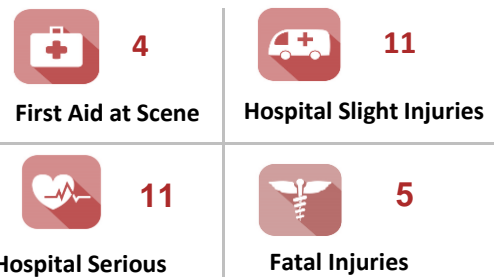 4
11
First Aid at Scene
Hospital Slight Injuries
11
5
Hospital Serious
Fatal Injuries